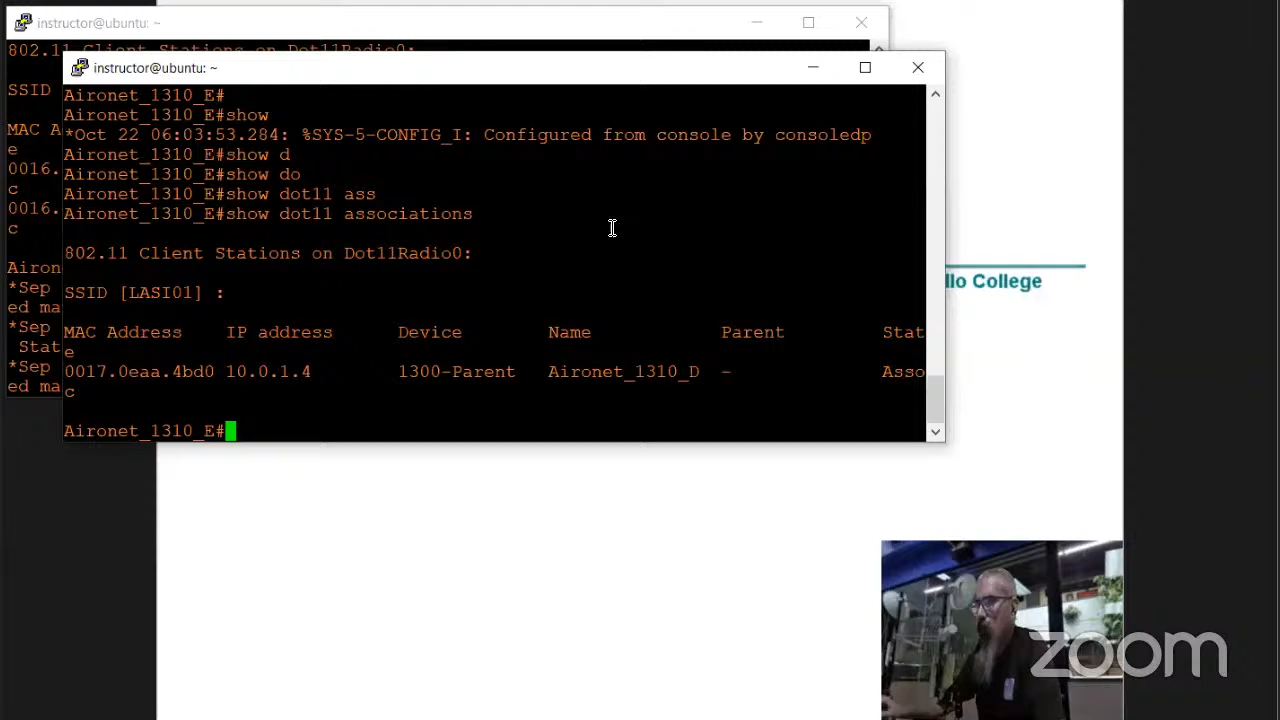 instructor@ubuntu: ~
802.11 Client Stations on Dot11Radio0:
SSID
MAC A
e
0016.
c
0016.
c
Airon
*Sep
ed ma
*Sep
Stat
*Sep
ed ma
instructor@ubuntu: ~
Aironet_1310_E#
Aironet_1310_E#show
*Oct 22 06:03:53.284: %SYS-5-CONFIG_I: Configured from console by consoledp
Aironet_1310_E#show d
Aironet_1310_E#show do
Aironet_1310_E#show dot11 ass
Aironet_1310_E#show dot11 associations
802.11 Client Stations on Dot11Radio0:
SSID [LASI01] :
MAC Address IP address Device Name Parent Stat
e
0017.0eaa.4bd0 10.0.1.4 1300-Parent Aironet_1310_D - Asso
c
Aironet_1310_E#
llo College
zoom